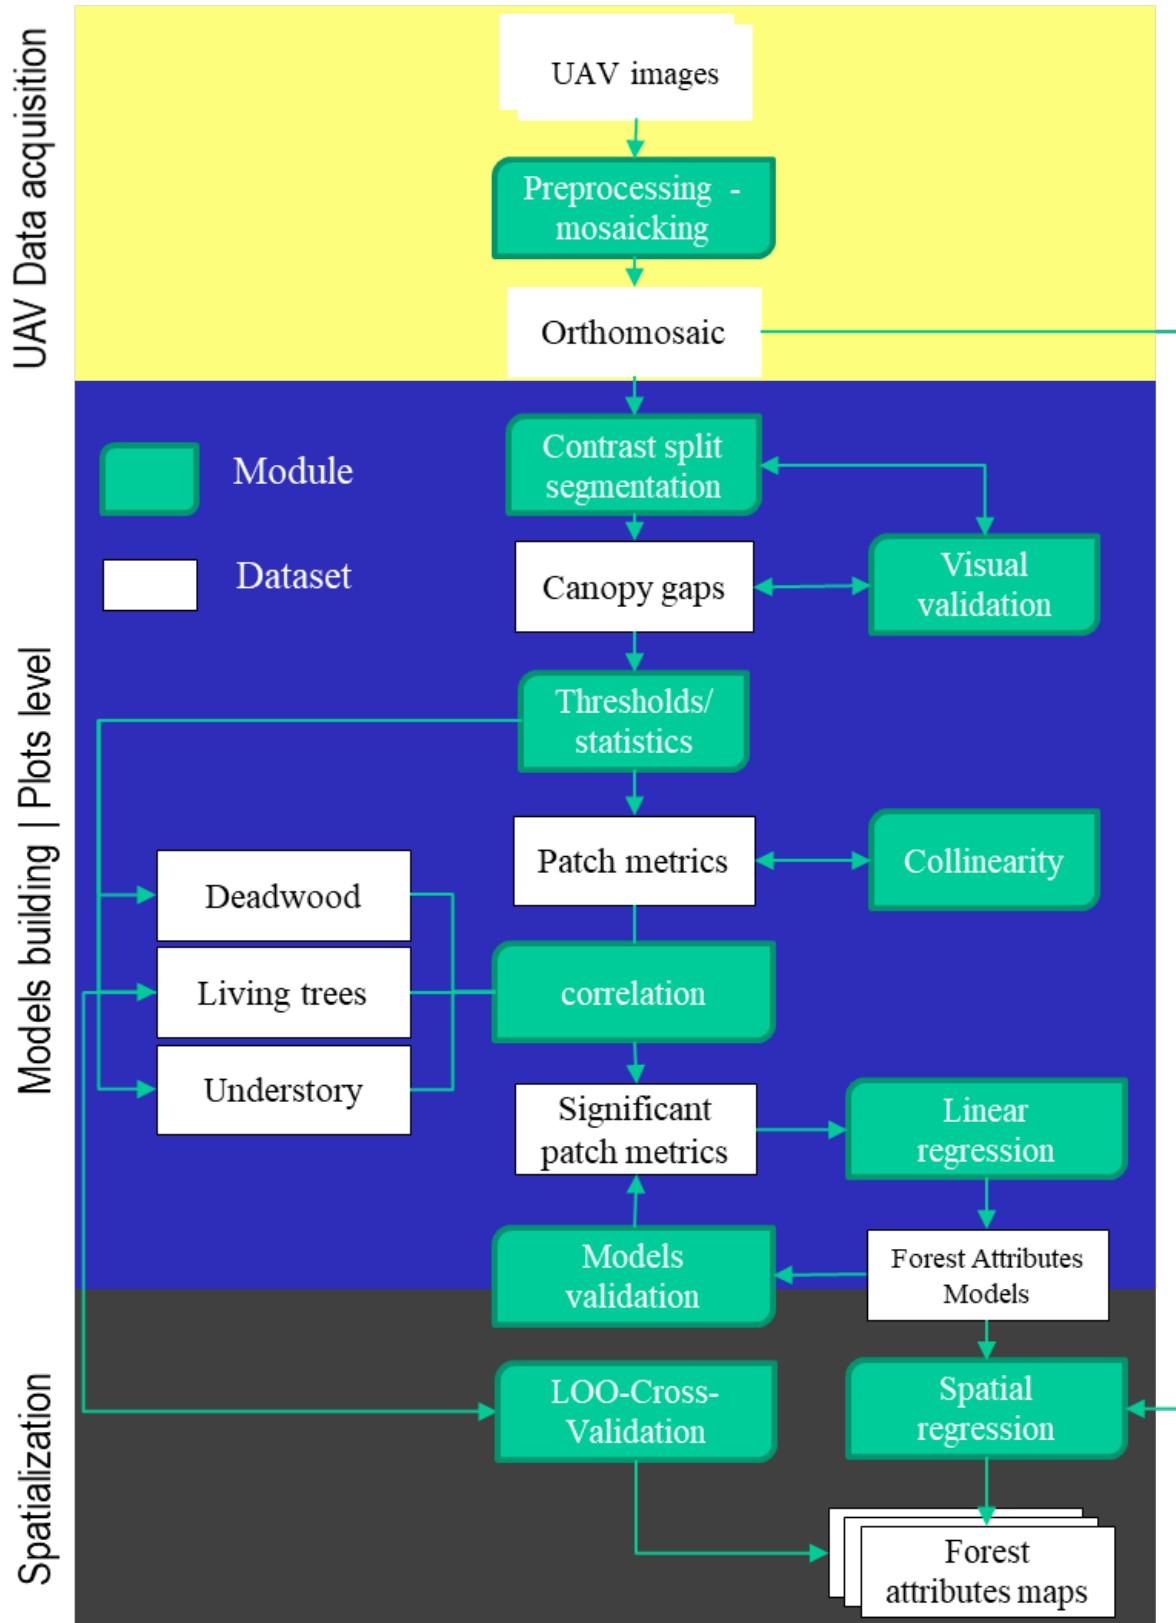 UAV Data acquisition
UAV images
Preprocessing -
mosaicking
Orthomosaic
Models building | Plots level
Module
Dataset
Contrast split
segmentation
Visual
validation
Canopy gaps
Thresholds/
statistics
Patch metrics
Collinearity
Deadwood
Living trees
Understory
correlation
Significant
patch metrics
Linear
regression
Models
validation
Forest Attributes
Models
Spatialization
LOO-Cross-
Validation
Spatial
regression
Forest
attributes maps